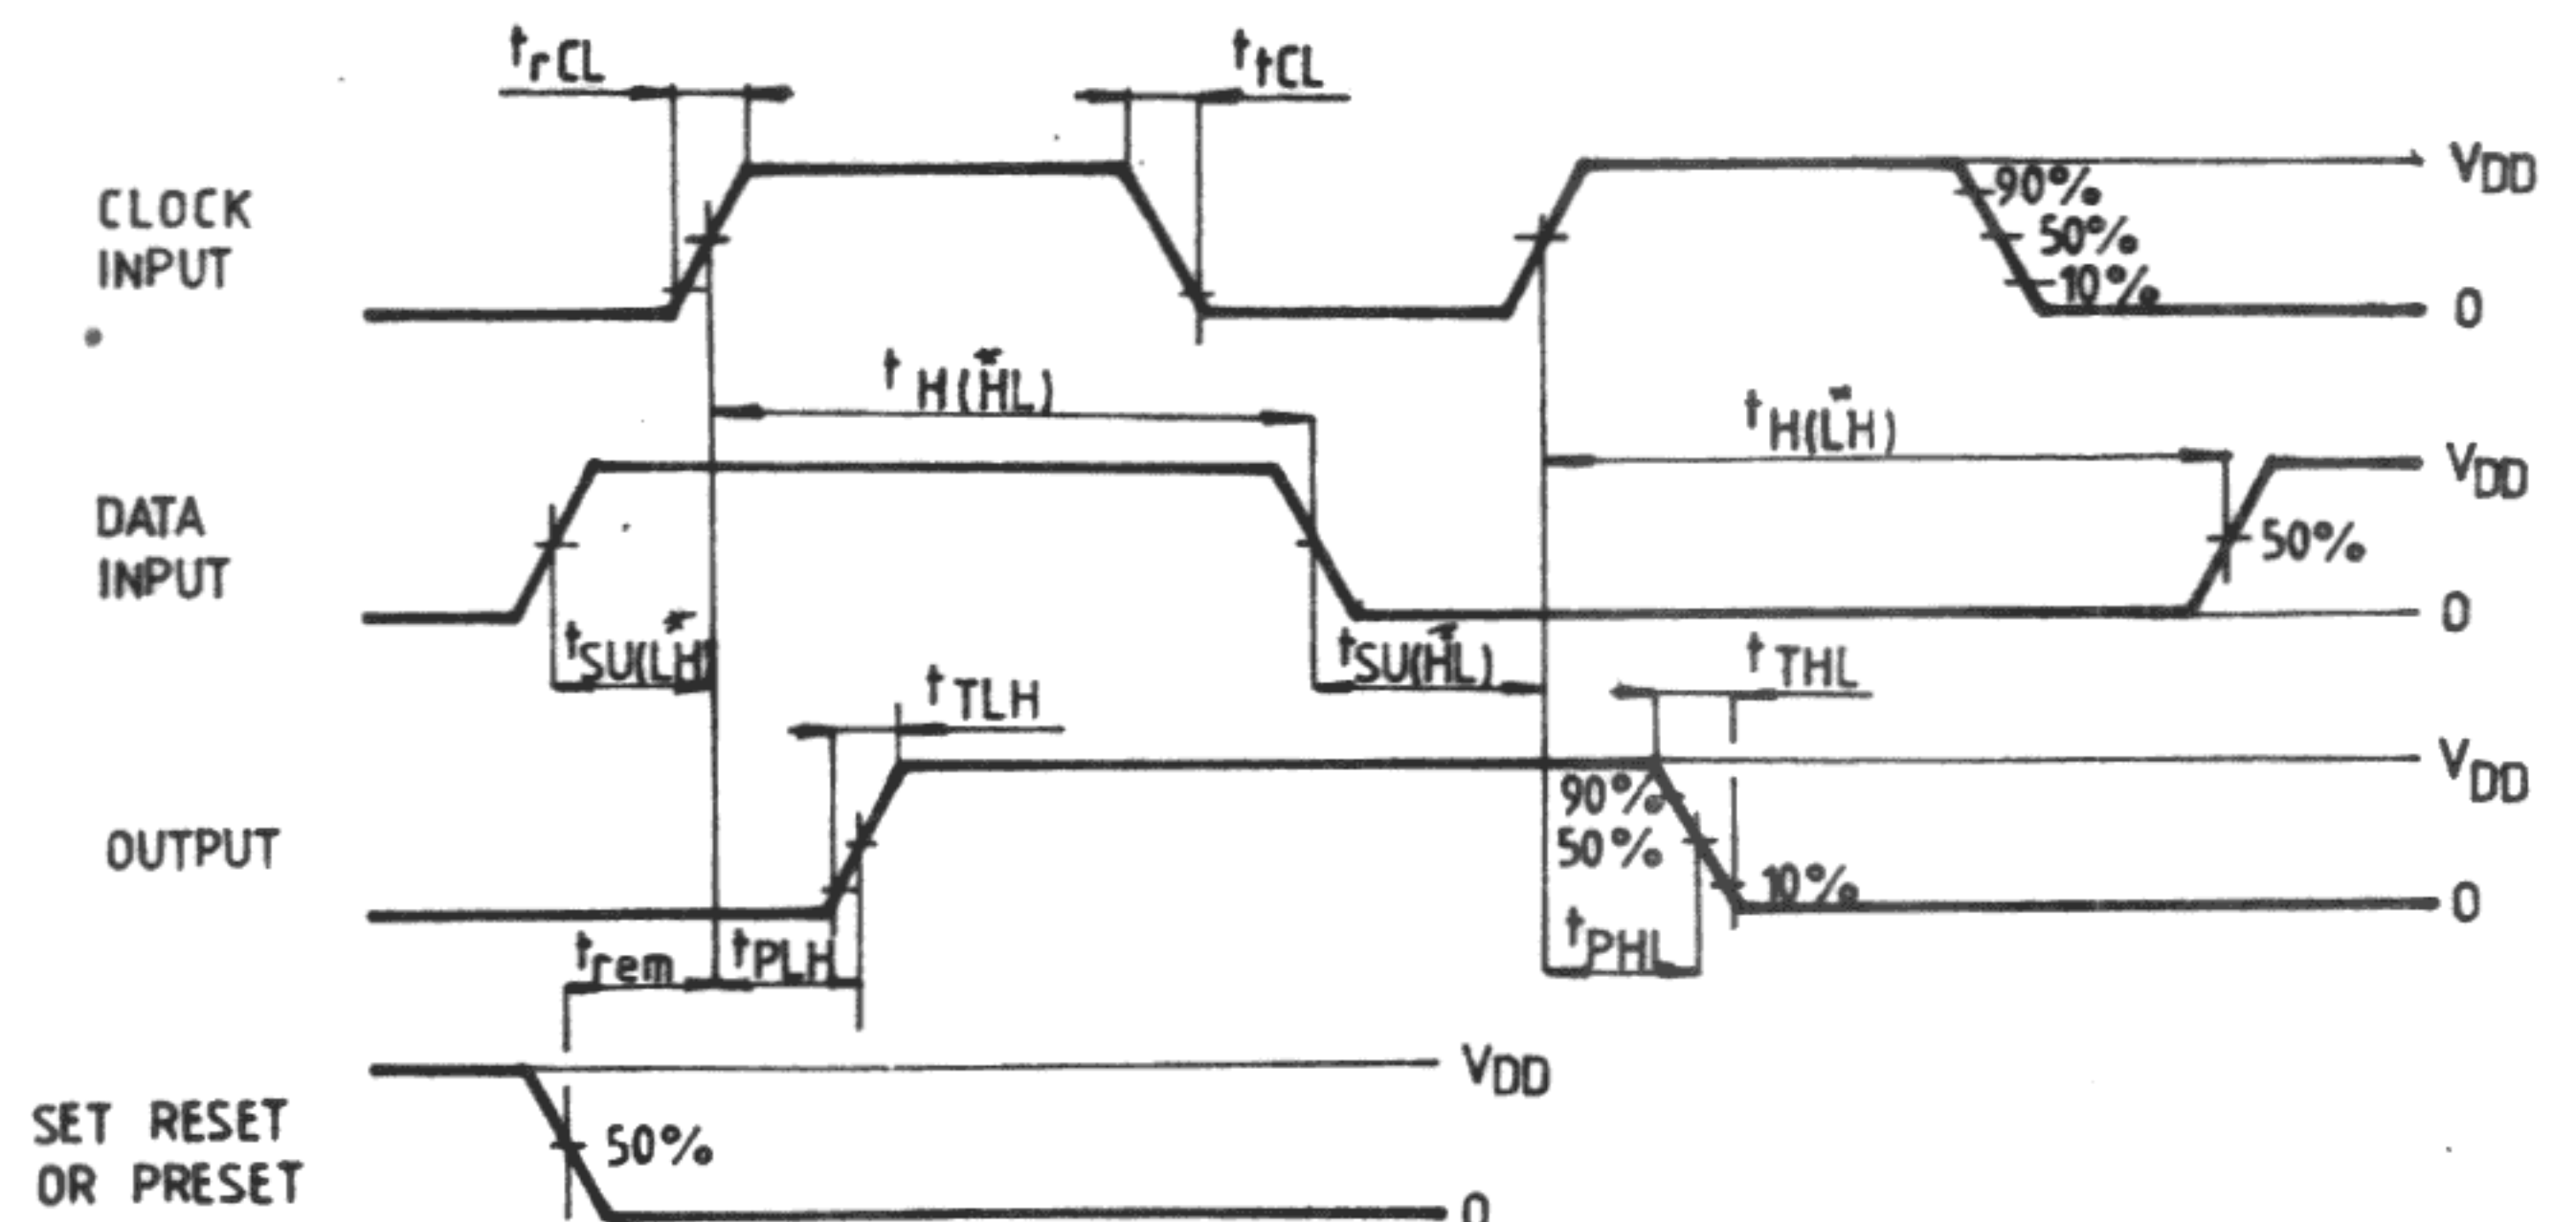 trCL
ttCL
CLOCK
INPUT
VDD
90%
50%
10%
0
tH(HL)
*
tH(LH)
*
DATA
INPUT
VDD
50%
0
tSU(LH)
*
tSU(HL)
*
tTLH
tTHL
OUTPUT
VDD
90%
50%
10%
0
trem
tPLH
tPHL
SET RESET
OR PRESET
VDD
50%
0